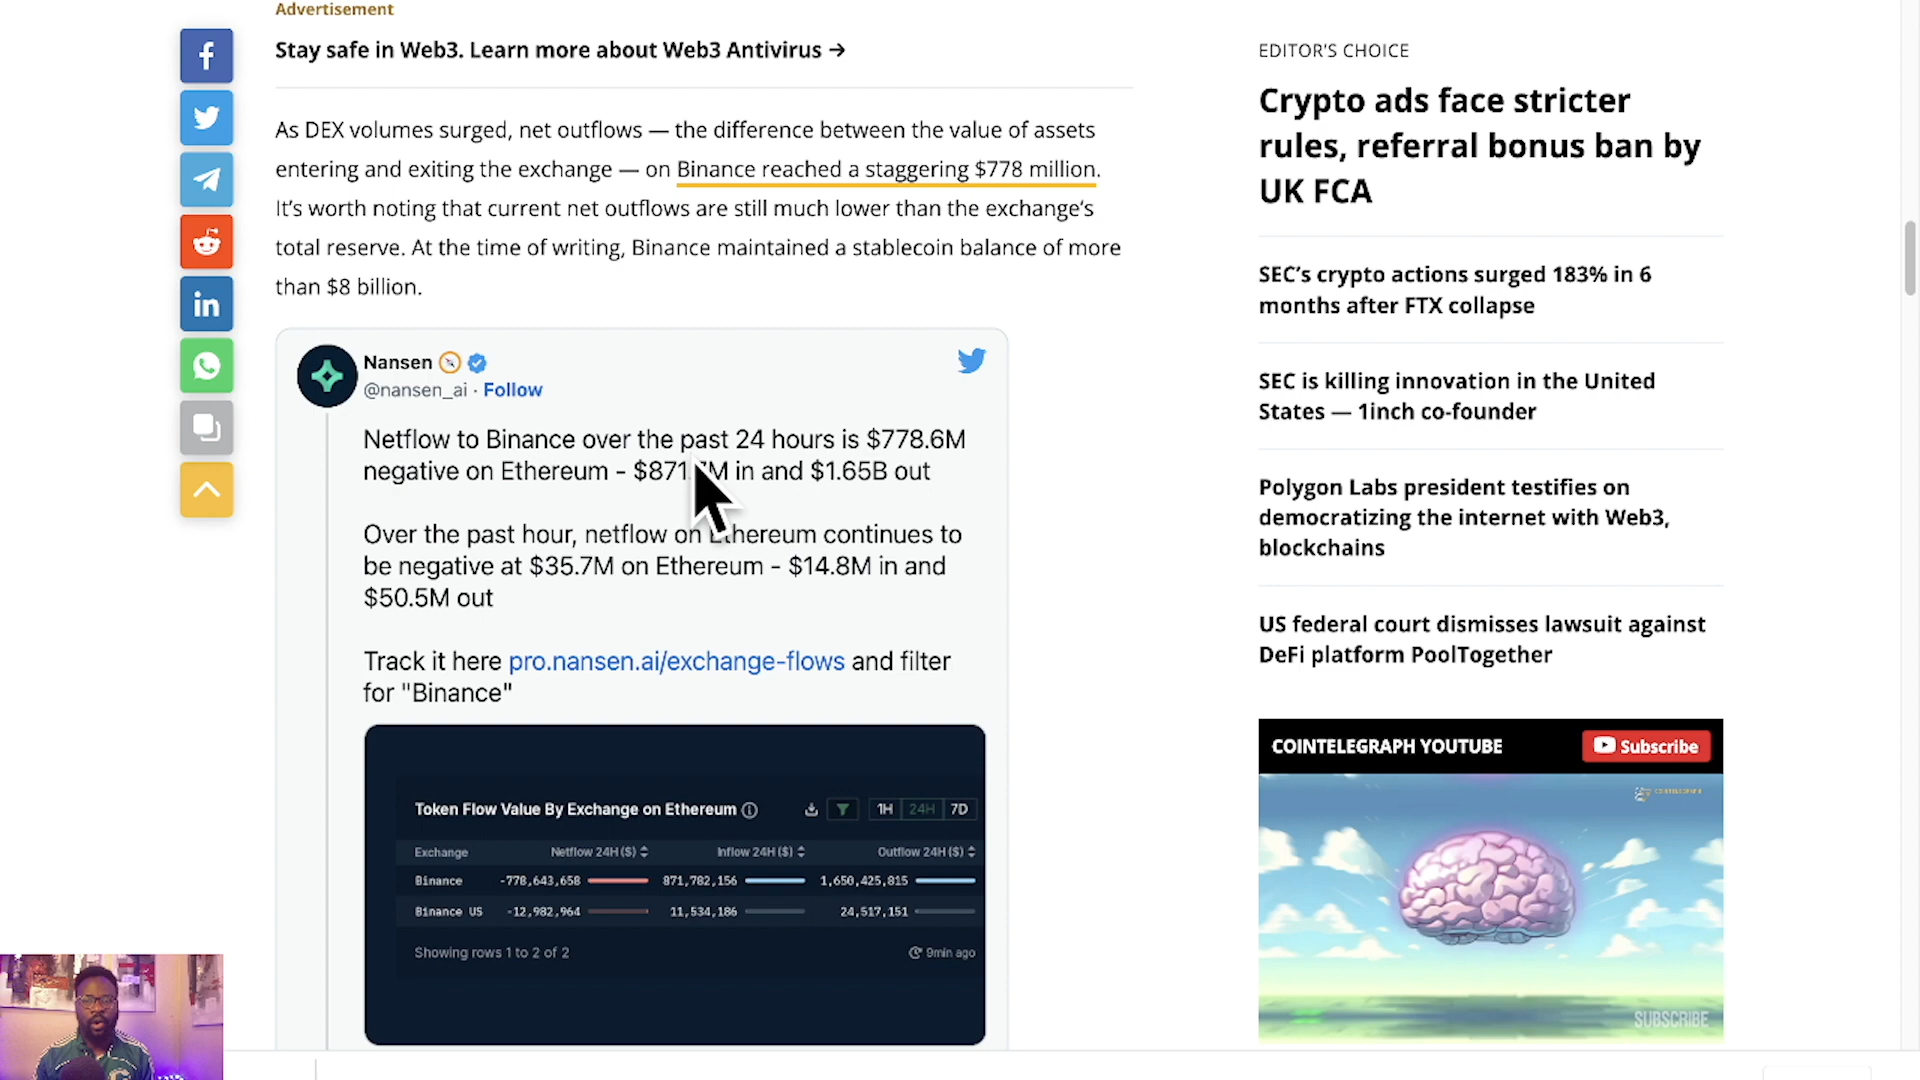 Advertisement
Stay safe in Web3. Learn more about Web3 Antivirus →
As DEX volumes surged, net outflows — the difference between the value of assets
entering and exiting the exchange — on Binance reached a staggering $778 million.
It’s worth noting that current net outflows are still much lower than the exchange’s
total reserve. At the time of writing, Binance maintained a stablecoin balance of more
than $8 billion.
Nansen
@nansen_ai · Follow
Netflow to Binance over the past 24 hours is $778.6M
negative on Ethereum - $871.7M in and $1.65B out
Over the past hour, netflow on Ethereum continues to
be negative at $35.7M on Ethereum - $14.8M in and
$50.5M out
Track it here pro.nansen.ai/exchange-flows and filter
for "Binance"
Token Flow Value By Exchange on Ethereum 1H 24H 7D
Exchange Netflow 24H ($) Inflow 24H ($) Outflow 24H ($)
Binance -778,643,658 871,782,156 1,650,425,815
Binance US -12,982,964 11,534,186 24,517,151
Showing rows 1 to 2 of 2 9min ago
EDITOR’S CHOICE
Crypto ads face stricter
rules, referral bonus ban by
UK FCA
SEC’s crypto actions surged 183% in 6
months after FTX collapse
SEC is killing innovation in the United
States — 1inch co-founder
Polygon Labs president testifies on
democratizing the internet with Web3,
blockchains
US federal court dismisses lawsuit against
DeFi platform PoolTogether
COINTELEGRAPH YOUTUBE Subscribe
COINTELEGRAPH
SUBSCRIBE